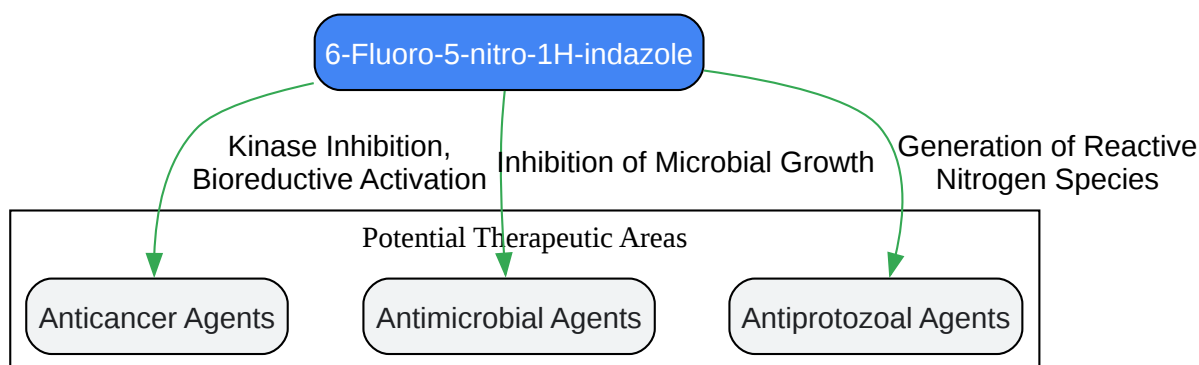 6-Fluoro-5-nitro-1H-indazole
Kinase Inhibition,
Bioreductive Activation
Inhibition of Microbial Growth
Generation of Reactive
Nitrogen Species
Potential Therapeutic Areas
Anticancer Agents
Antimicrobial Agents
Antiprotozoal Agents